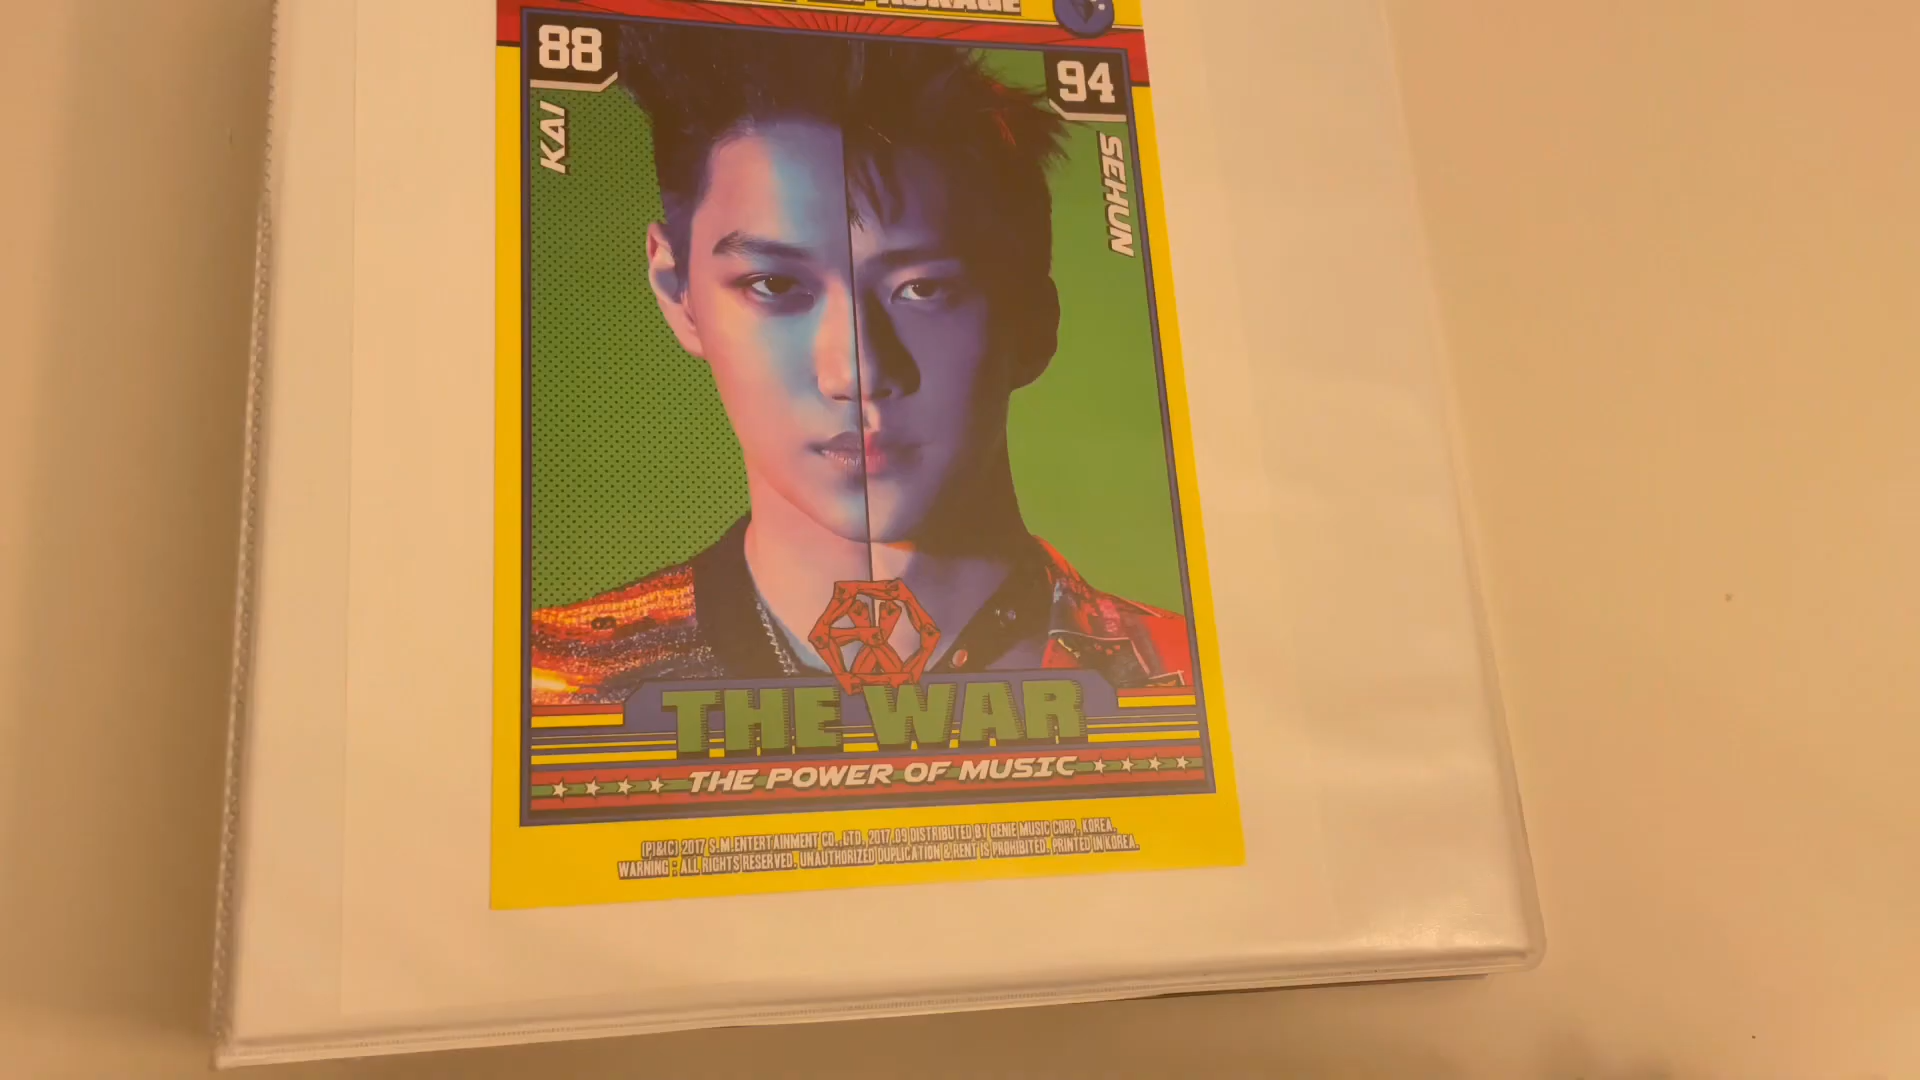 88
KAI
94
SEHUN
THE WAR
THE POWER OF MUSIC
(P)&(C) 2017 S.M.ENTERTAINMENT CO., LTD. 2017.09 DISTRIBUTED BY GENIE MUSIC CORP. KOREA.
WARNING : ALL RIGHTS RESERVED. UNAUTHORIZED DUPLICATION & RENT IS PROHIBITED. PRINTED IN KOREA.